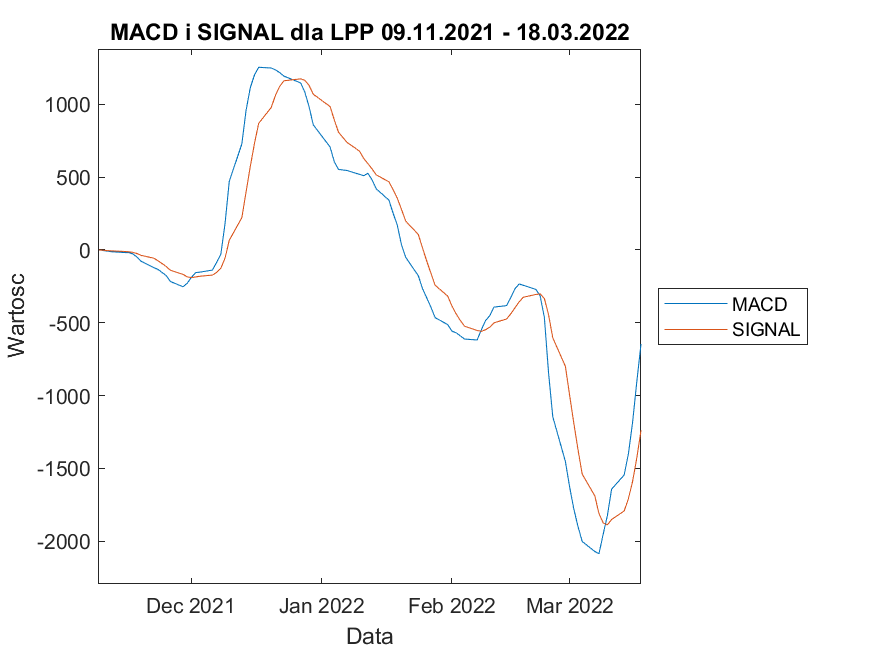 MACD i SIGNAL dla LPP 09.11.2021 - 18.03.2022
1000
500
0
-500
-1000
-1500
-2000
Wartosc
Dec 2021
Jan 2022
Feb 2022
Mar 2022
Data
MACD
SIGNAL